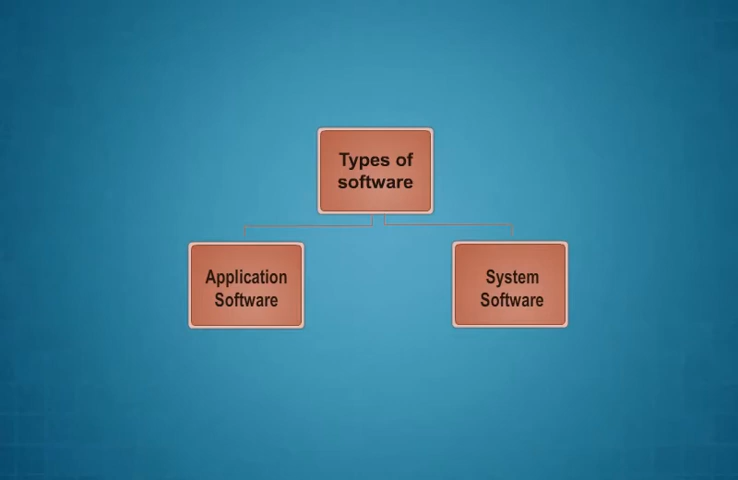 Types of
software
Application
Software
System
Software